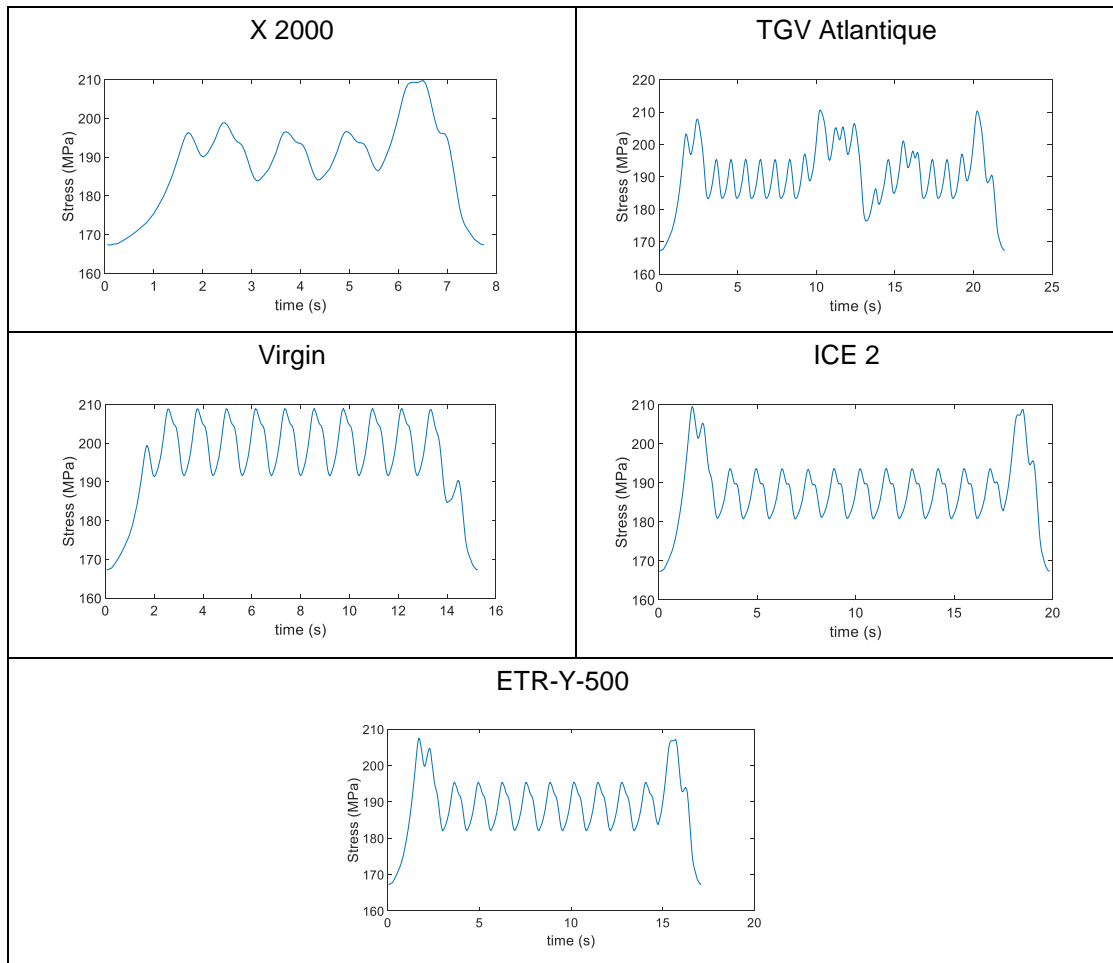 X 2000
TGV Atlantique
210
200
190
180
170
160
Stress (MPa)
0 1 2 3 4 5 6 7 8
time (s)
220
210
200
190
180
170
160
Stress (MPa)
0 5 10 15 20 25
time (s)
Virgin
ICE 2
210
200
190
180
170
160
Stress (MPa)
0 2 4 6 8 10 12 14 16
time (s)
210
200
190
180
170
160
Stress (MPa)
0 5 10 15 20
time (s)
ETR-Y-500
210
200
190
180
170
160
Stress (MPa)
0 5 10 15 20
time (s)